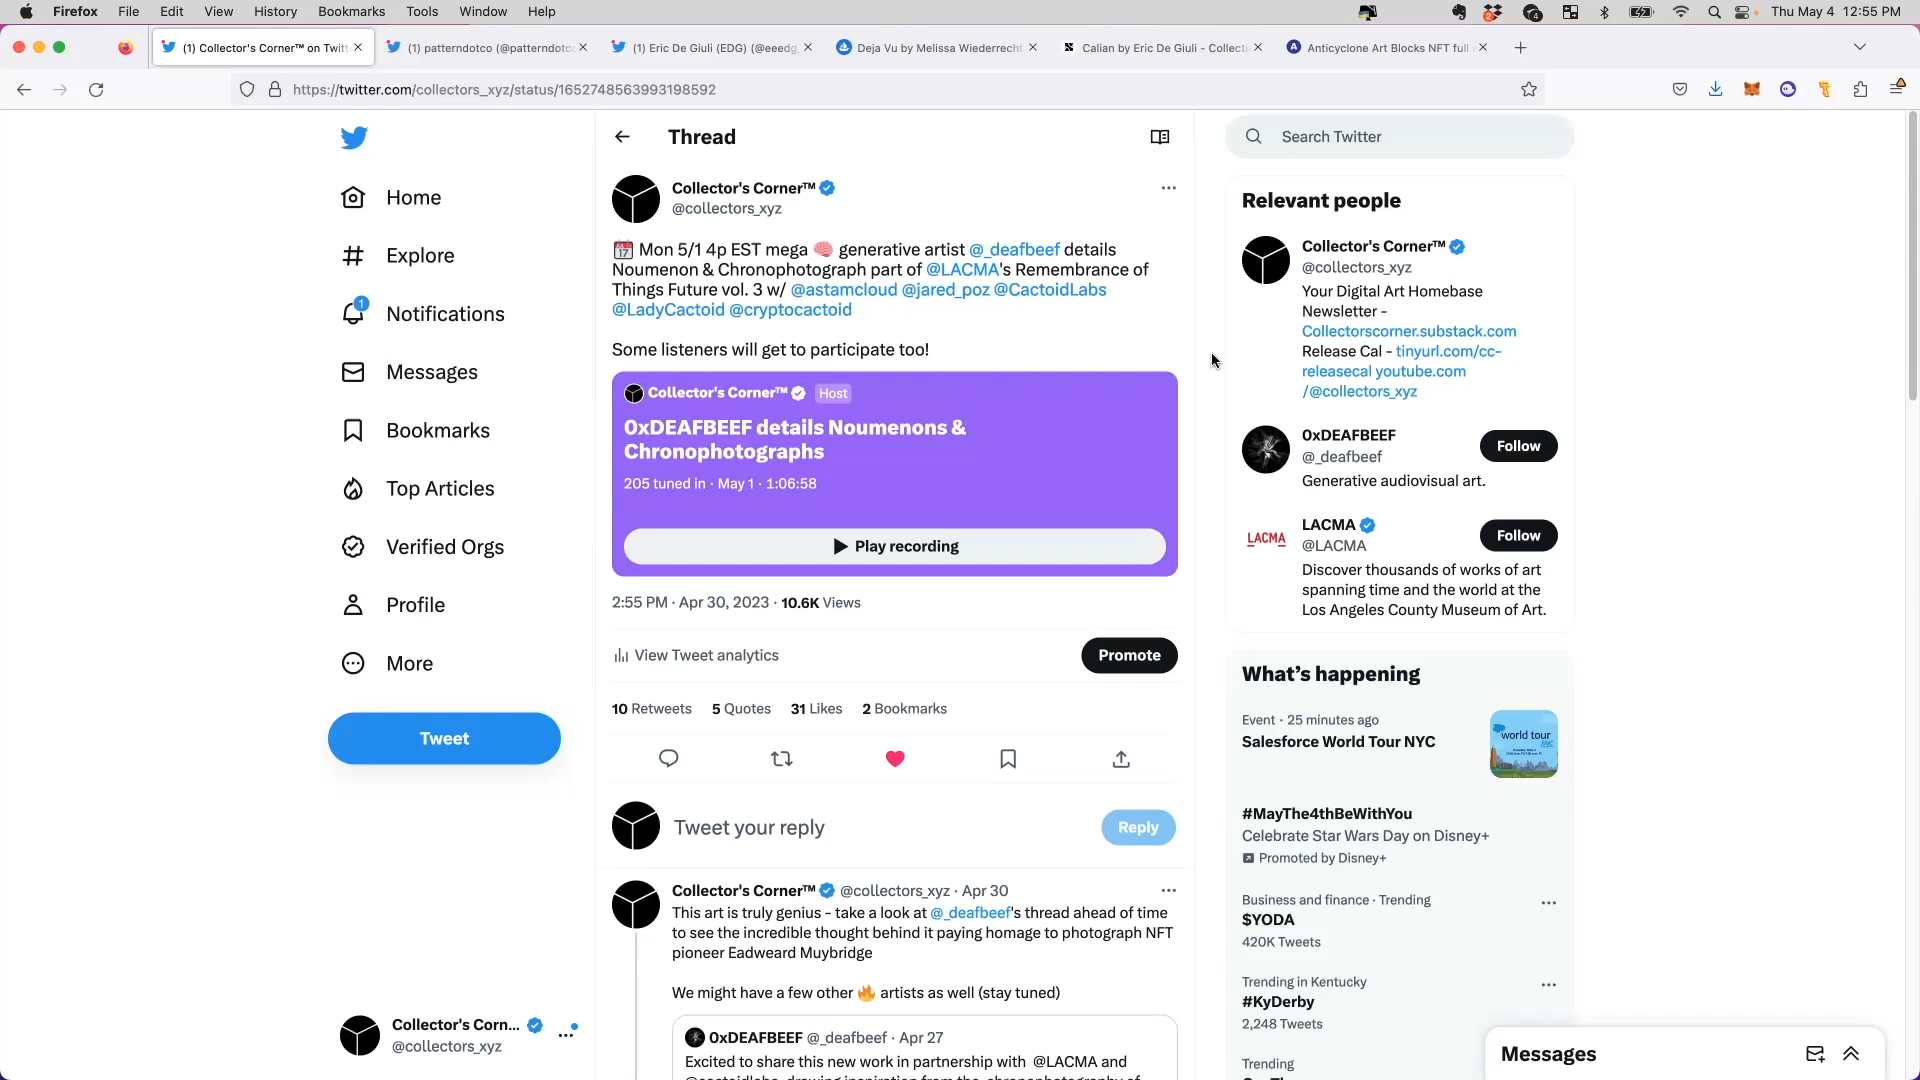 Firefox File Edit View History Bookmarks Tools Window Help
Thu May 4 12:55 PM
(1) Collector's Corner™ on Twitt
(1) patterndotco (@patterndotc
(1) Eric De Giuli (EDG) (@eeedg
Deja Vu by Melissa Wiederrecht
Calian by Eric De Giuli - Collecti
Anticyclone Art Blocks NFT full
https://twitter.com/collectors_xyz/status/1652748563993198592
Home
Explore
1
Notifications
Messages
Bookmarks
Top Articles
Verified Orgs
Profile
More
Tweet
Collector's Corn...
@collectors_xyz
Thread
Collector's Corner™
@collectors_xyz
Mon 5/1 4p EST mega generative artist @_deafbeef details
Noumenon & Chronophotograph part of @LACMA's Remembrance of
Things Future vol. 3 w/ @astamcloud @jared_poz @CactoidLabs
@LadyCactoid @cryptocactoid
Some listeners will get to participate too!
Collector's Corner™ Host
0xDEAFBEEF details Noumenons &
Chronophotographs
205 tuned in · May 1 · 1:06:58
Play recording
2:55 PM · Apr 30, 2023 · 10.6K Views
View Tweet analytics
Promote
10 Retweets 5 Quotes 31 Likes 2 Bookmarks
Tweet your reply
Reply
Collector's Corner™ @collectors_xyz · Apr 30
This art is truly genius - take a look at @_deafbeef's thread ahead of time
to see the incredible thought behind it paying homage to photograph NFT
pioneer Eadweard Muybridge
We might have a few other artists as well (stay tuned)
0xDEAFBEEF @_deafbeef · Apr 27
Excited to share this new work in partnership with @LACMA and
Search Twitter
Relevant people
Collector's Corner™
@collectors_xyz
Your Digital Art Homebase
Newsletter -
Collectorscorner.substack.com
Release Cal - tinyurl.com/cc-
releasecal youtube.com
/@collectors_xyz
0xDEAFBEEF
@_deafbeef
Follow
Generative audiovisual art.
LACMA
LACMA
@LACMA
Follow
Discover thousands of works of art
spanning time and the world at the
Los Angeles County Museum of Art.
What's happening
Event · 25 minutes ago
Salesforce World Tour NYC
world tour
#MayThe4thBeWithYou
Celebrate Star Wars Day on Disney+
Promoted by Disney+
Business and finance · Trending
$YODA
420K Tweets
Trending in Kentucky
#KyDerby
2,248 Tweets
Trending
Messages